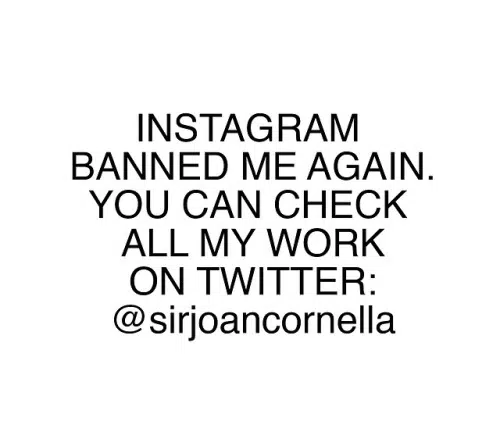 INSTAGRAM
BANNED ME AGAIN.
YOU CAN CHECK
ALL MY WORK
ON TWITTER:
@sirjoancornella